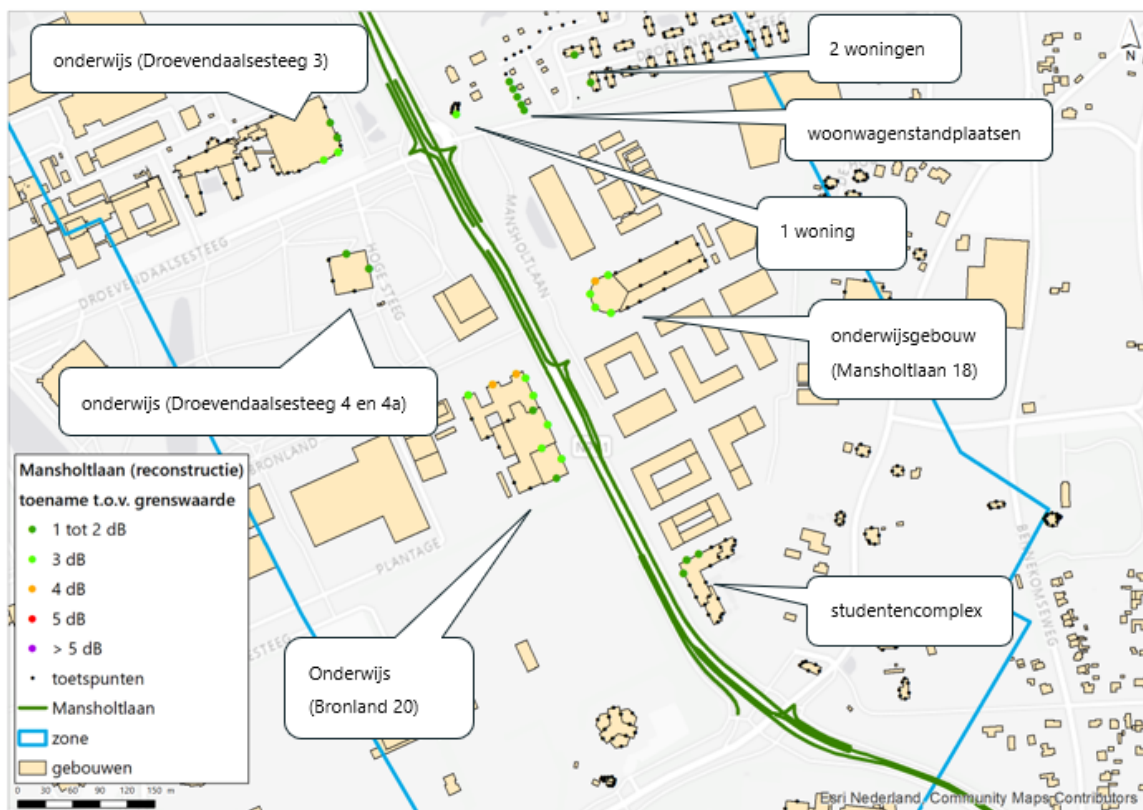 onderwijs (Droevendaalsesteeg 3)
2 woningen
DROEVENDAALSESTEEG
N
woonwagenstandplaatsen
1 woning
MANSHOLTLAAN
DROEVENDAALSESTEEG
HOGE STEEG
onderwijsgebouw
(Mansholtlaan 18)
onderwijs (Droevendaalsesteeg 4 en 4a)
BRONLAND
PLANTAGE
BENNEKOMSEWEG
studentencomplex
Onderwijs
(Bronland 20)
Mansholtlaan (reconstructie)
toename t.o.v. grenswaarde
1 tot 2 dB
3 dB
4 dB
5 dB
> 5 dB
toetspunten
Mansholtlaan
zone
gebouwen
0 30 60 90 120 150 m
Esri Nederland, Community Maps Contributors